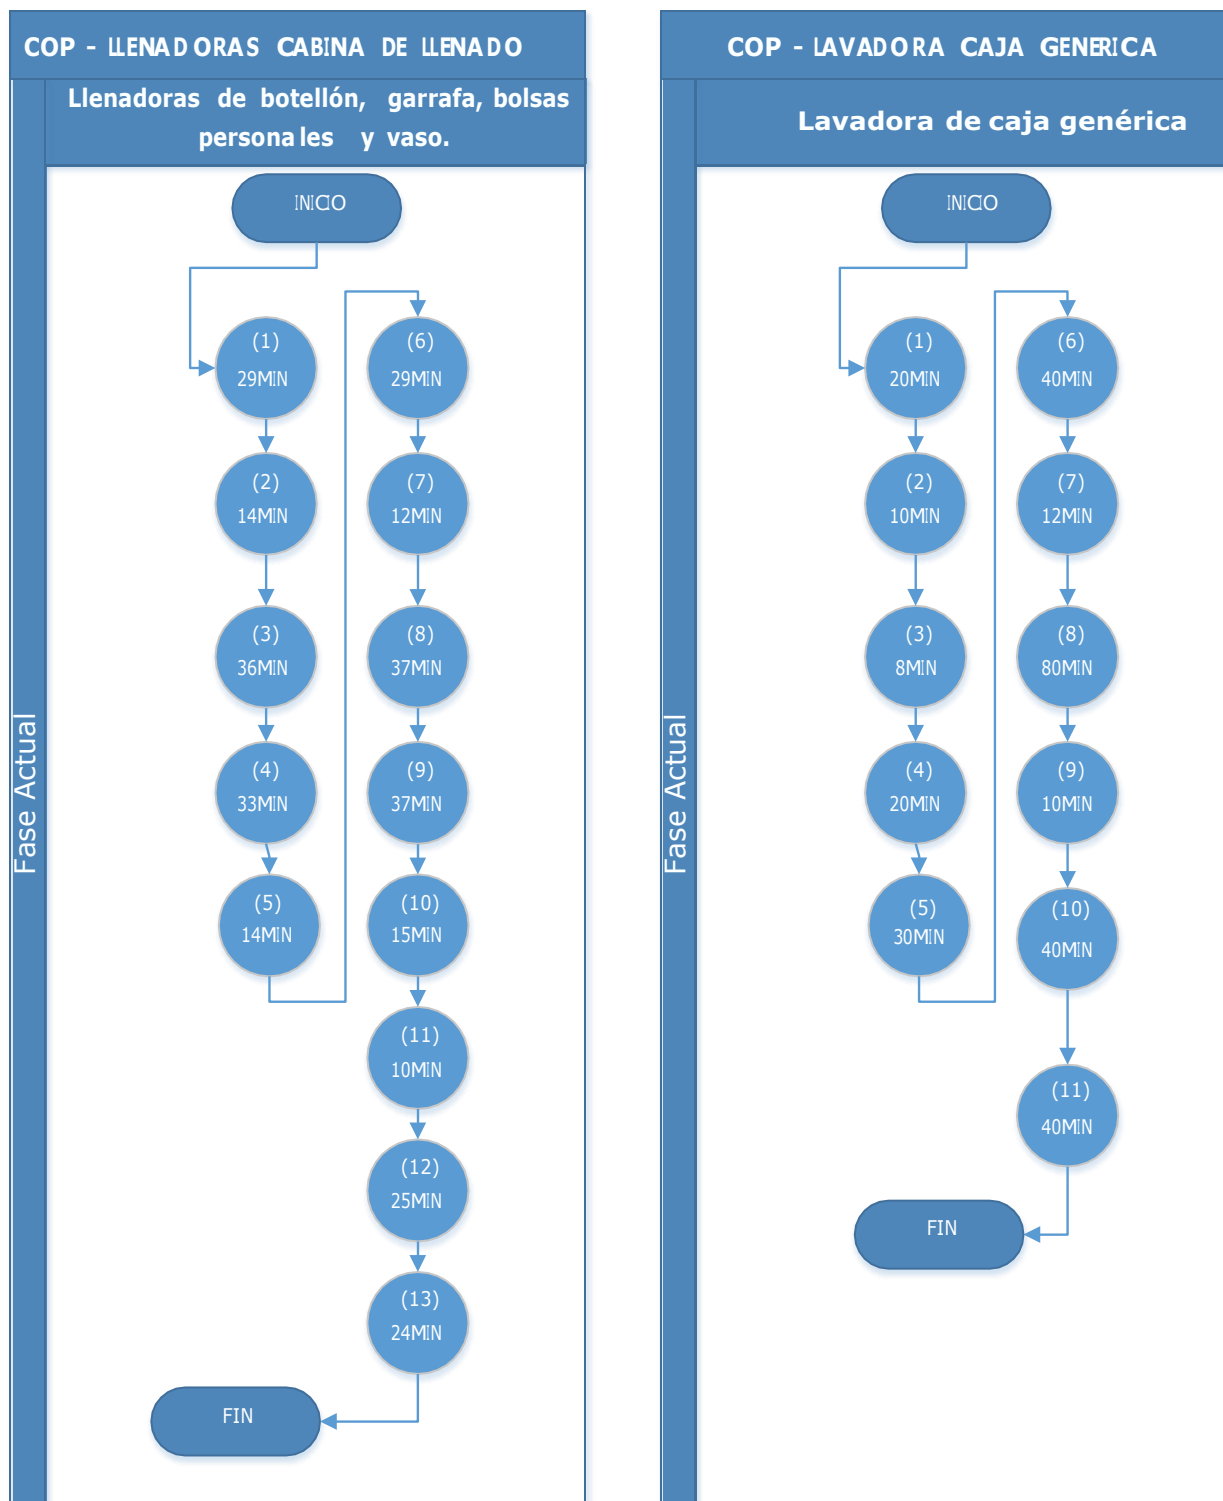 COP - LLENADORAS CABINA DE LLENADO
Llenadoras de botellón, garrafa, bolsas
personales y vaso.
Fase Actual
INICIO
(1)
29MIN
(2)
14MIN
(3)
36MIN
(4)
33MIN
(5)
14MIN
(6)
29MIN
(7)
12MIN
(8)
37MIN
(9)
37MIN
(10)
15MIN
(11)
10MIN
(12)
25MIN
(13)
24MIN
FIN
COP - LAVADORA CAJA GENERICA
Lavadora de caja genérica
Fase Actual
INICIO
(1)
20MIN
(2)
10MIN
(3)
8MIN
(4)
20MIN
(5)
30MIN
(6)
40MIN
(7)
12MIN
(8)
80MIN
(9)
10MIN
(10)
40MIN
(11)
40MIN
FIN